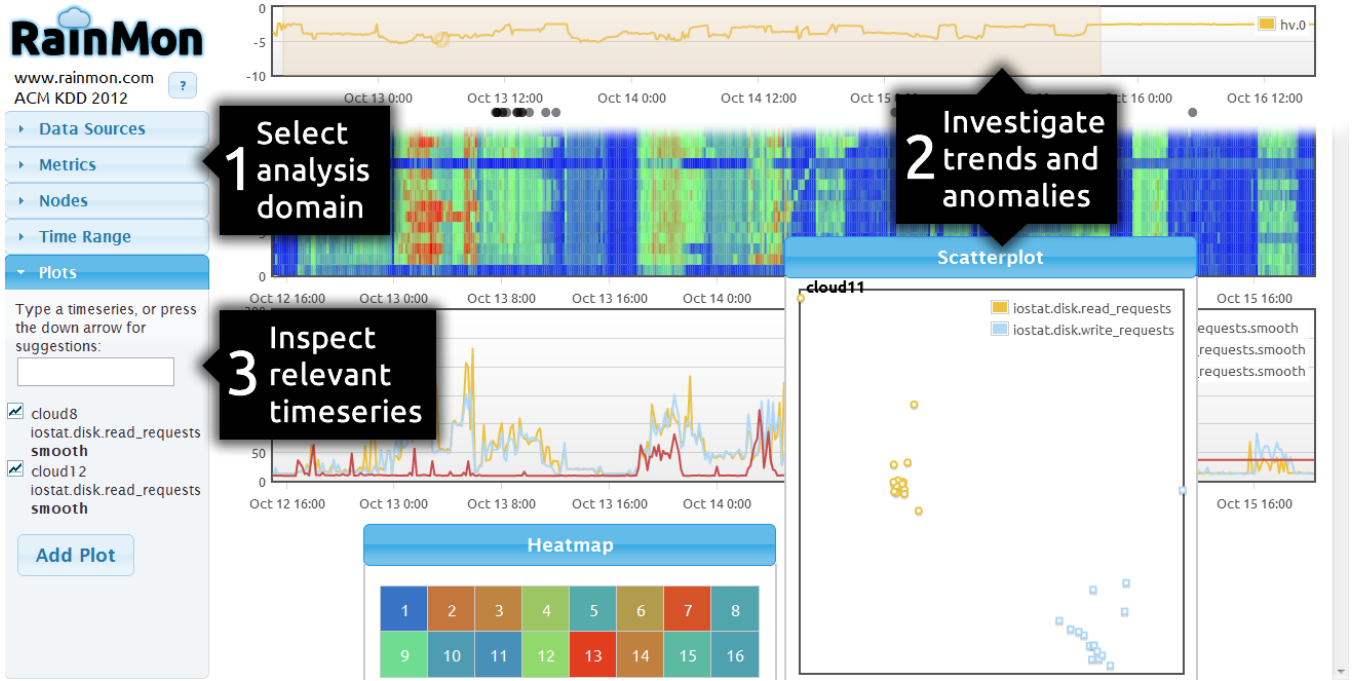 RainMon
www.rainmon.com
ACM KDD 2012
?
Data Sources
Metrics
Nodes
Time Range
Plots
Type a timeseries, or press
the down arrow for
suggestions:
cloud8
iostat.disk.read_requests
smooth
cloud12
iostat.disk.read_requests
smooth
Add Plot
1 Select
analysis
domain
2 Investigate
trends and
anomalies
3 Inspect
relevant
timeseries
0
-5
-10
hv.0
Oct 13 0:00 Oct 13 12:00 Oct 14 0:00 Oct 14 12:00 Oct 15 16 0:00 Oct 16 12:00
0
Oct 12 16:00 Oct 13 0:00 Oct 13 8:00 Oct 13 16:00 Oct 14 0:00 Oct 15 16:00
50
0
requests.smooth
requests.smooth
requests.smooth
Oct 12 16:00 Oct 13 0:00 Oct 13 8:00 Oct 13 16:00 Oct 14 0:00 Oct 15 16:00
Scatterplot
cloud11
iostat.disk.read_requests
iostat.disk.write_requests
Heatmap
1 2 3 4 5 6 7 8
9 10 11 12 13 14 15 16